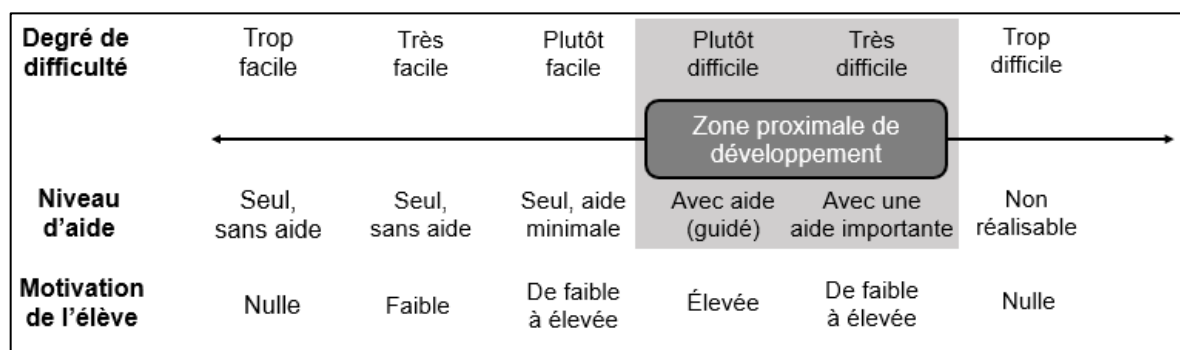 Degré de difficulté
Trop facile
Très facile
Plutôt facile
Plutôt difficile
Très difficile
Trop difficile
Zone proximale de développement
Niveau d'aide
Seul, sans aide
Seul, sans aide
Seul, aide minimale
Avec aide (guidé)
Avec une aide importante
Non réalisable
Motivation de l'élève
Nulle
Faible
De faible à élevée
Élevée
De faible à élevée
Nulle